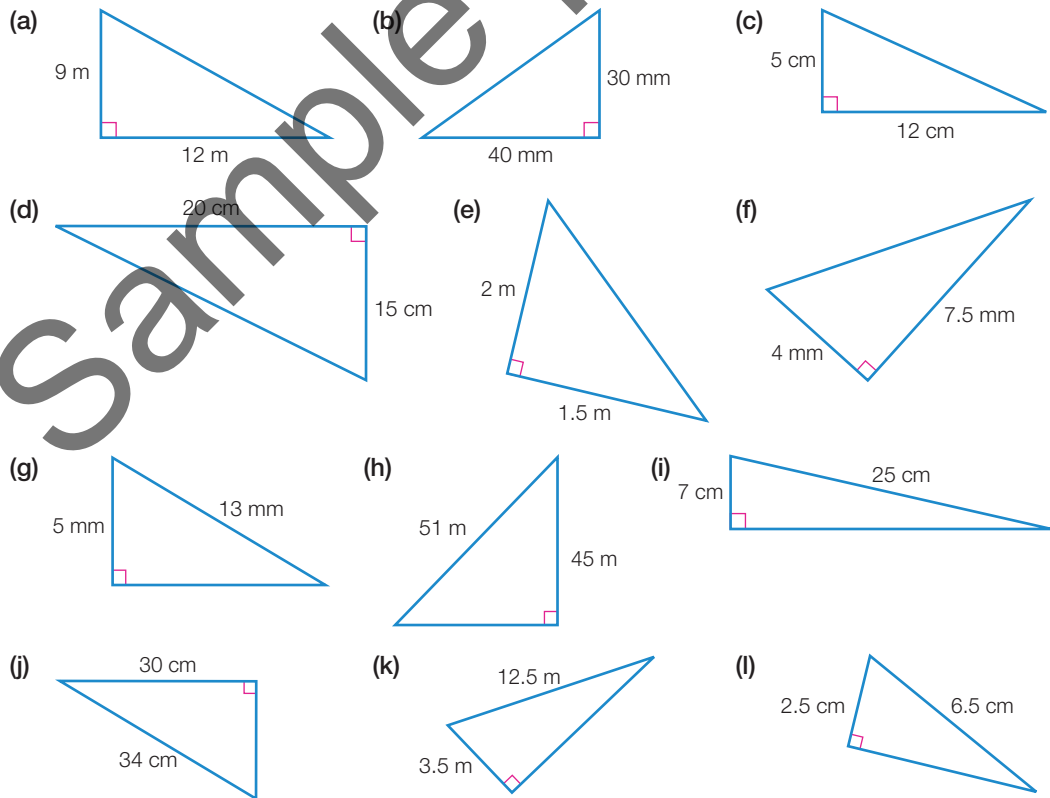 (a) (b) (c)
9 m 30 mm 5 cm
12 m 40 mm 12 cm
(d) 20 cm (e) (f)
2 m 15 cm 7.5 mm
4 mm
1.5 m
(g) (h) (i) 25 cm
7 cm
5 mm 13 mm 51 m 45 m
(j) 30 cm (k) 12.5 m (l)
2.5 cm 6.5 cm
34 cm 3.5 m
Sample